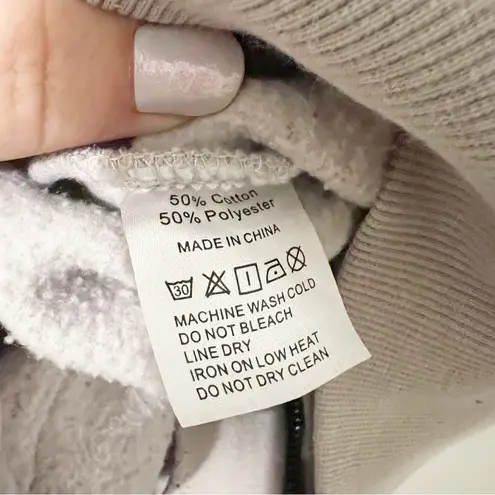 50% Cotton
50% Polyester
MADE IN CHINA
30
MACHINE WASH COLD
DO NOT BLEACH
LINE DRY
IRON ON LOW HEAT
DO NOT DRY CLEAN